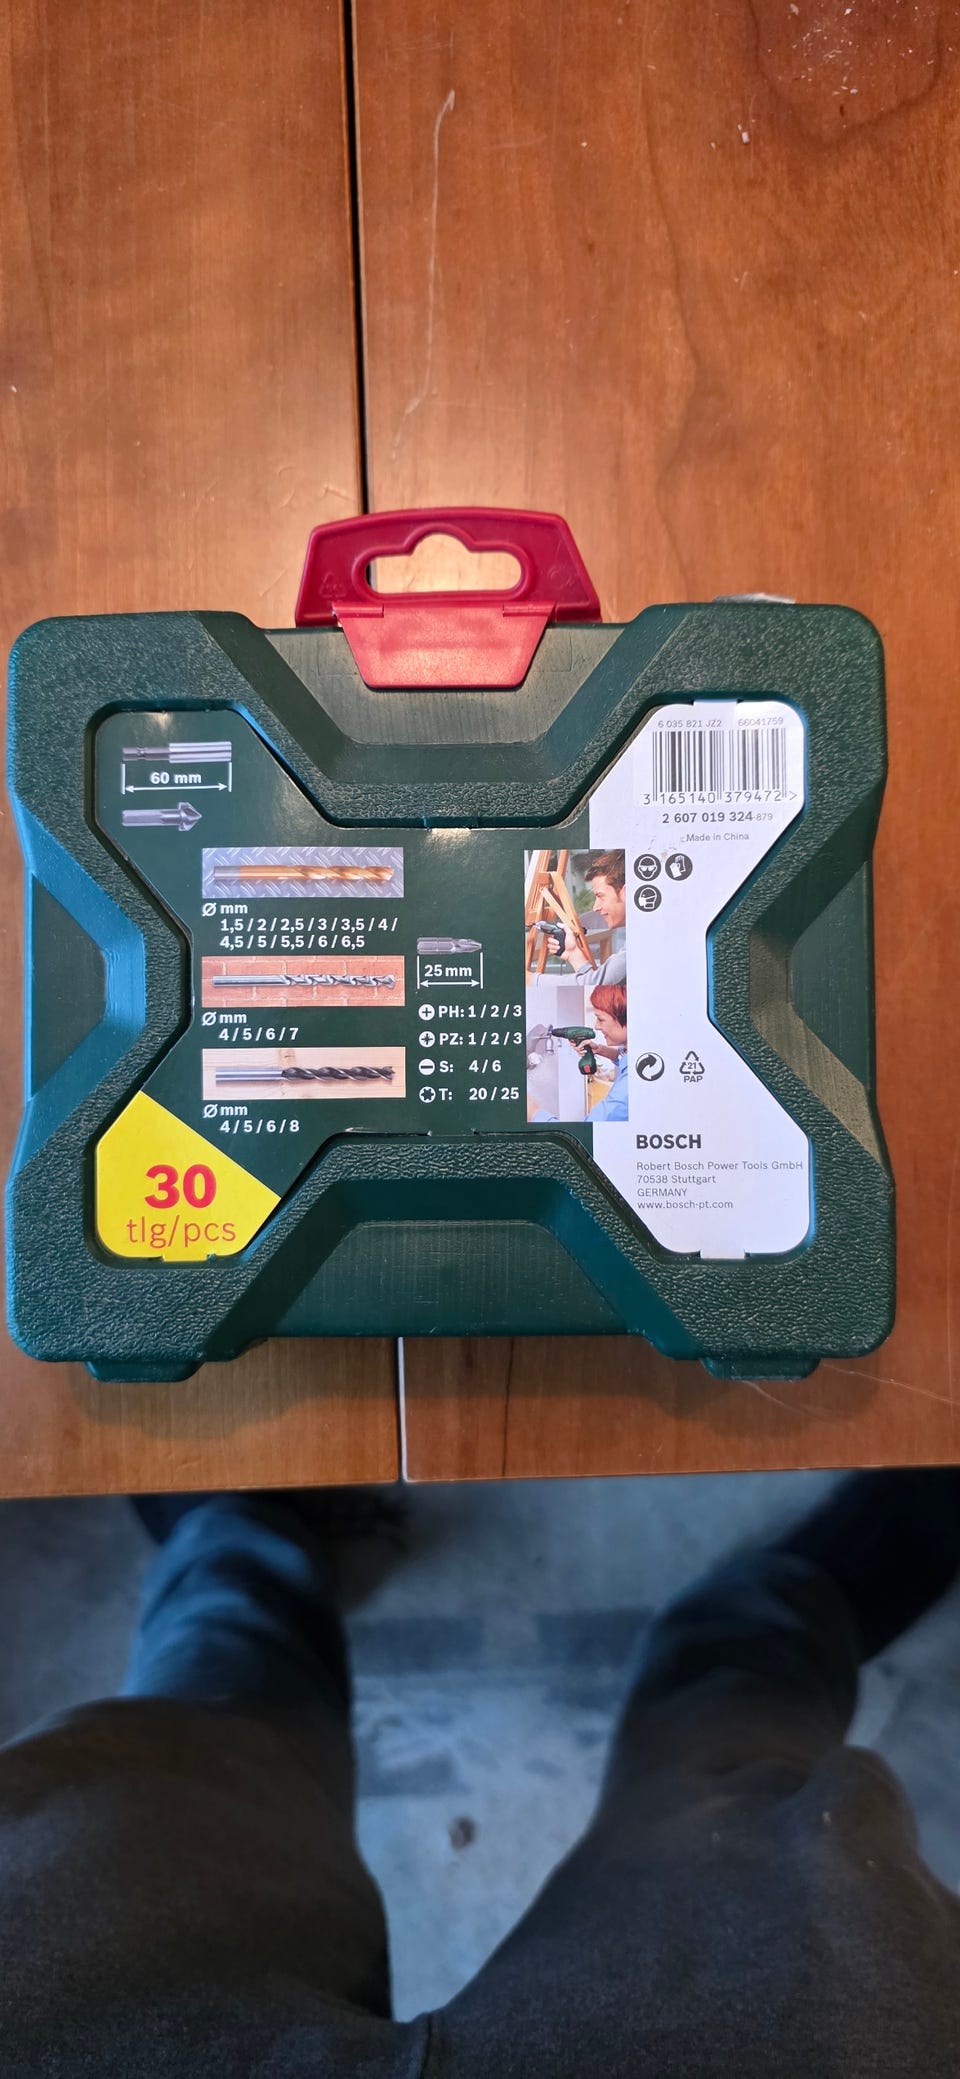 60 mm
Ø mm
1,5 / 2 / 2,5 / 3 / 3,5 / 4 /
4,5 / 5 / 5,5 / 6 / 6,5
Ø mm
4 / 5 / 6 / 7
Ø mm
4 / 5 / 6 / 8
30
tlg/pcs
25 mm
PH: 1 / 2 / 3
PZ: 1 / 2 / 3
S: 4 / 6
T: 20 / 25
6 035 821 JZ2 66041759
3 165140 379472 >
2 607 019 324 879
Made in China
21
PAP
BOSCH
Robert Bosch Power Tools GmbH
70538 Stuttgart
GERMANY
www.bosch-pt.com